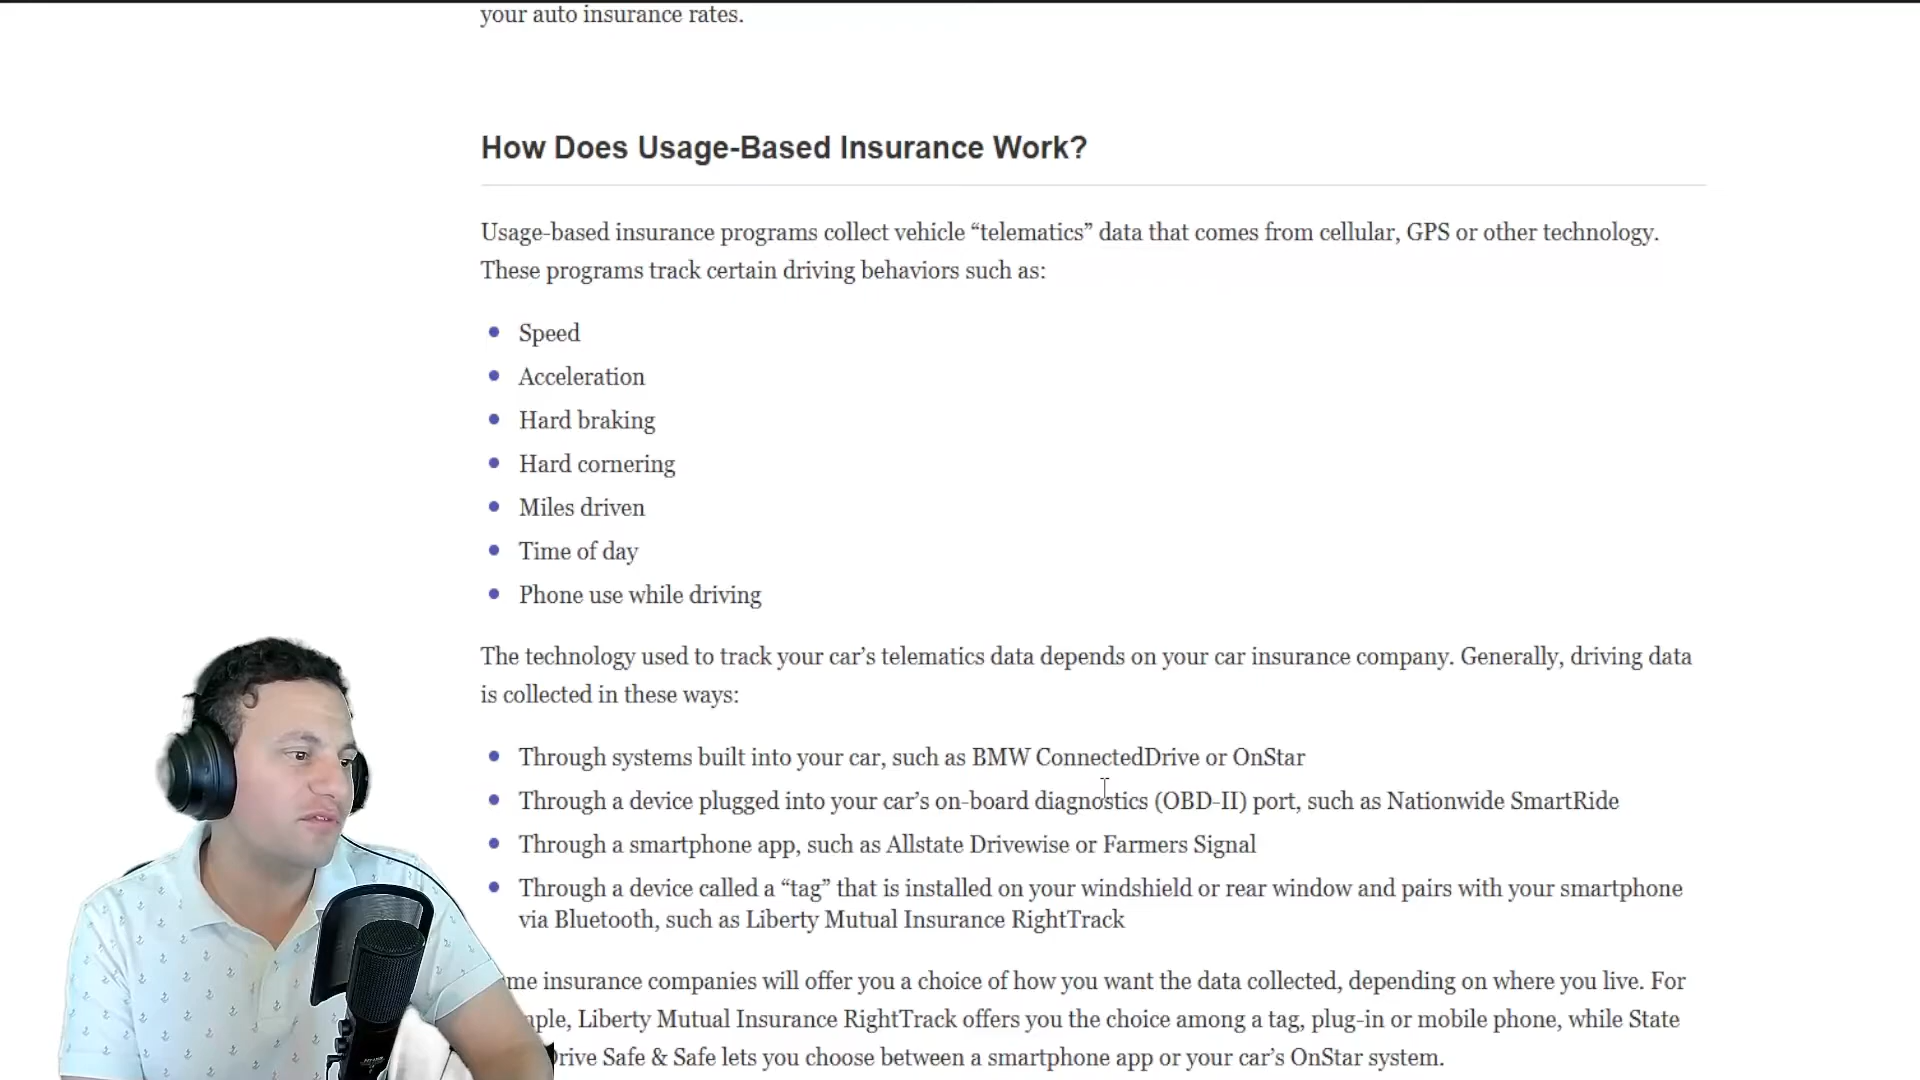 your auto insurance rates.
How Does Usage-Based Insurance Work?
Usage-based insurance programs collect vehicle “telematics” data that comes from cellular, GPS or other technology.
These programs track certain driving behaviors such as:
Speed
Acceleration
Hard braking
Hard cornering
Miles driven
Time of day
Phone use while driving
The technology used to track your car’s telematics data depends on your car insurance company. Generally, driving data
is collected in these ways:
Through systems built into your car, such as BMW ConnectedDrive or OnStar
Through a device plugged into your car’s on-board diagnostics (OBD-II) port, such as Nationwide SmartRide
Through a smartphone app, such as Allstate Drivewise or Farmers Signal
Through a device called a “tag” that is installed on your windshield or rear window and pairs with your smartphone
via Bluetooth, such as Liberty Mutual Insurance RightTrack
me insurance companies will offer you a choice of how you want the data collected, depending on where you live. For
ple, Liberty Mutual Insurance RightTrack offers you the choice among a tag, plug-in or mobile phone, while State
Drive Safe & Safe lets you choose between a smartphone app or your car’s OnStar system.